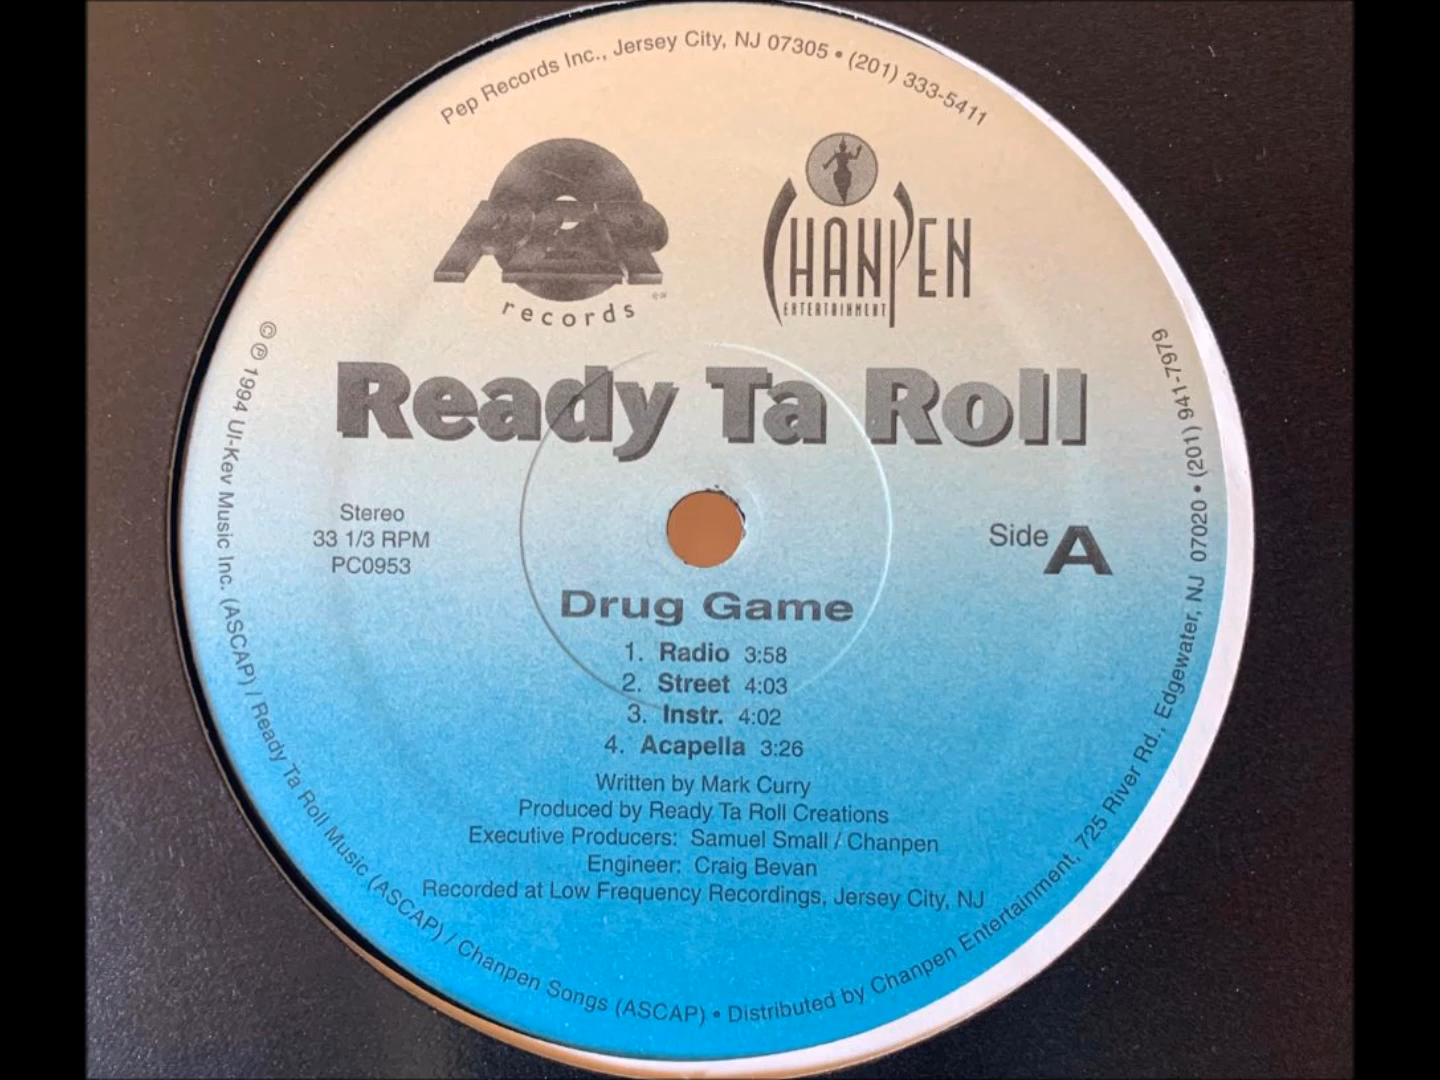 Pep Records Inc., Jersey City, NJ 07305 • (201) 333-5411
PEP
records
CHANPEN
ENTERTAINMENT
Ready Ta Roll
Stereo
33 1/3 RPM
PC0953
Side A
Drug Game
1. Radio 3:58
2. Street 4:03
3. Instr. 4:02
4. Acapella 3:26
Written by Mark Curry
Produced by Ready Ta Roll Creations
Executive Producers: Samuel Small / Chanpen
Engineer: Craig Bevan
Recorded at Low Frequency Recordings, Jersey City, NJ
© ℗ 1994 Ul-Kev Music Inc. (ASCAP) / Ready Ta Roll Music (ASCAP) / Chanpen Songs (ASCAP) • Distributed by Chanpen Entertainment, 725 River Rd., Edgewater, NJ 07020 • (201) 941-7979